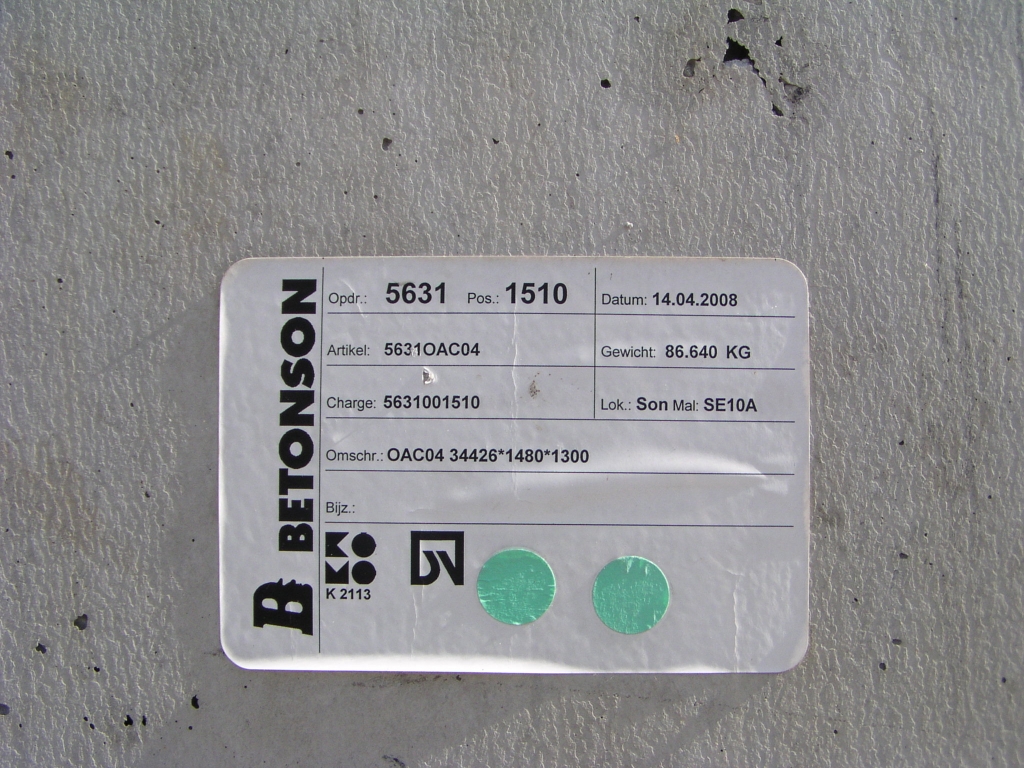 BETONSON
B
Opdr.: 5631 Pos.: 1510 Datum: 14.04.2008
Artikel: 5631OAC04 Gewicht: 86.640 KG
Charge: 5631001510 Lok.: Son Mal: SE10A
Omschr.: OAC04 34426*1480*1300
Bijz.:
KOMO
K 2113